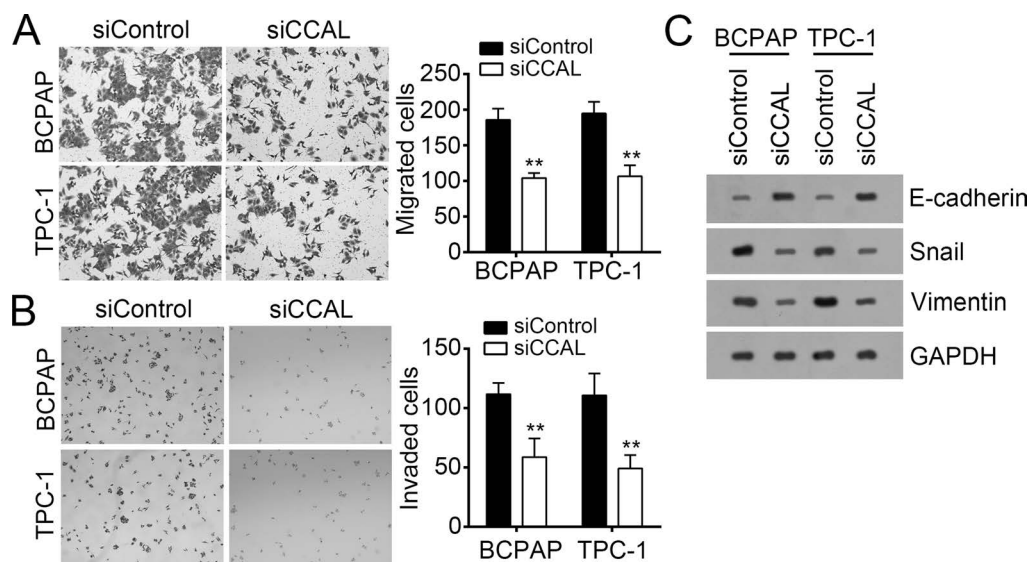 A
siControl siCCAL
BCPAP
TPC-1
siControl
siCCAL
Migrated cells
250
200
150
100
50
0
**
**
BCPAP TPC-1
B
siControl siCCAL
BCPAP
TPC-1
siControl
siCCAL
Invaded cells
150
100
50
0
**
**
BCPAP TPC-1
C
BCPAP TPC-1
siControl
siCCAL
siControl
siCCAL
E-cadherin
Snail
Vimentin
GAPDH